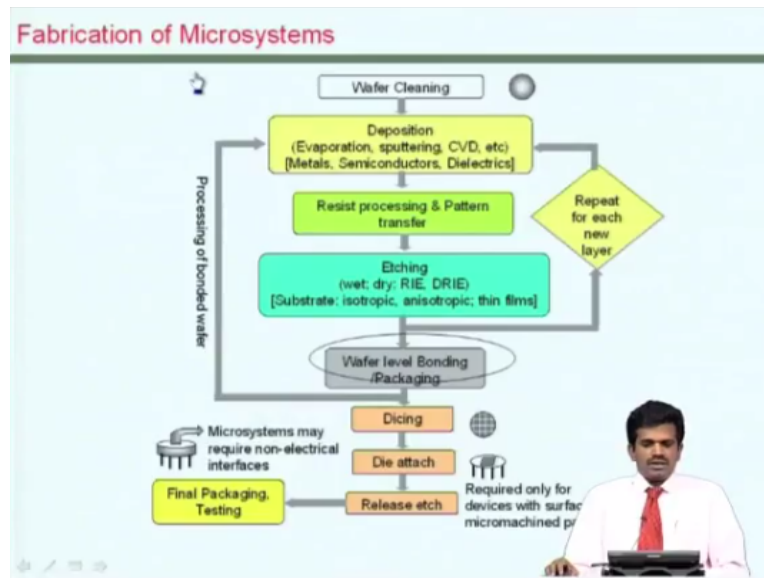 Fabrication of Microsystems
Wafer Cleaning
Deposition
(Evaporation, sputtering, CVD, etc)
[Metals, Semiconductors, Dielectrics]
Resist processing & Pattern
transfer
Repeat
for each
new
layer
Etching
(wet; dry: RIE, DRIE)
[Substrate: isotropic, anisotropic; thin films]
Processing of bonded wafer
Wafer level Bonding
/Packaging
Dicing
Microsystems may
require non-electrical
interfaces
Die attach
Required only for
devices with
micromachined
Release etch
Final Packaging,
Testing